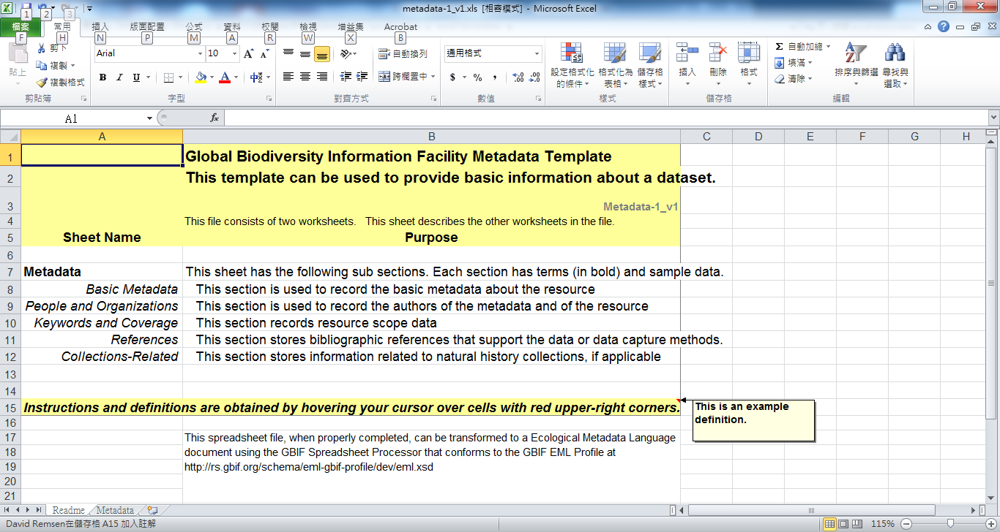 metadata-1_v1.xls [相容模式] - Microsoft Excel
1 2 3
檔案 常用 插入 版面配置 公式 資料 校閱 檢視 增益集 Acrobat
F H N P M A R W X B
貼上 剪下 複製 複製格式 剪貼簿
Arial 10 A A
B I U A 中 字型
自動換列 跨欄置中 對齊方式
通用格式 $ % , .00 .0 數值
設定格式化的條件 格式化為表格 儲存格樣式 樣式
插入 刪除 格式 儲存格
Σ 自動加總 填滿 清除 排序與篩選 尋找與選取 編輯
A1 fx
A B C D E F G H
1 Global Biodiversity Information Facility Metadata Template
2 This template can be used to provide basic information about a dataset.
3 Metadata-1_v1
4 This file consists of two worksheets. This sheet describes the other worksheets in the file.
5 Sheet Name Purpose
6
7 Metadata This sheet has the following sub sections. Each section has terms (in bold) and sample data.
8 Basic Metadata This section is used to record the basic metadata about the resource
9 People and Organizations This section is used to record the authors of the metadata and of the resource
10 Keywords and Coverage This section records resource scope data
11 References This section stores bibliographic references that support the data or data capture methods.
12 Collections-Related This section stores information related to natural history collections, if applicable
13
14
15 Instructions and definitions are obtained by hovering your cursor over cells with red upper-right corners.
This is an example
definition.
16
17 This spreadsheet file, when properly completed, can be transformed to a Ecological Metadata Language
18 document using the GBIF Spreadsheet Processor that conforms to the GBIF EML Profile at
19 http://rs.gbif.org/schema/eml-gbif-profile/dev/eml.xsd
20
21
Readme Metadata
David Remsen在儲存格 A15 加入註解 115%